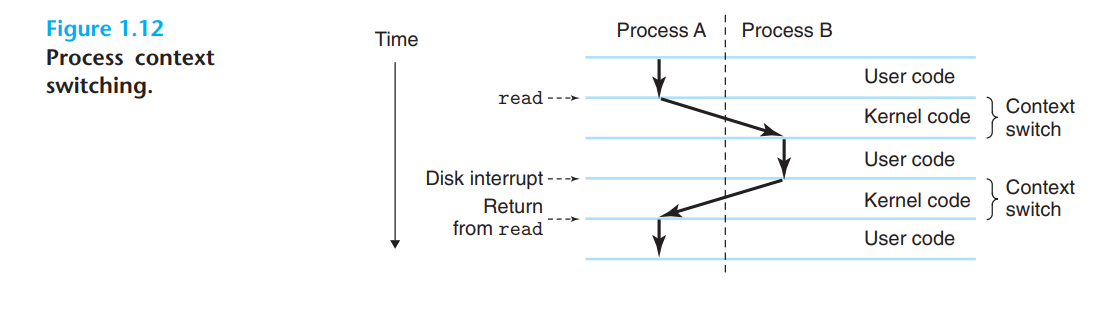 Figure 1.12
Process context
switching.
Time
Process A
Process B
User code
read
Kernel code
Context
switch
User code
Disk interrupt
Return
from read
Kernel code
Context
switch
User code